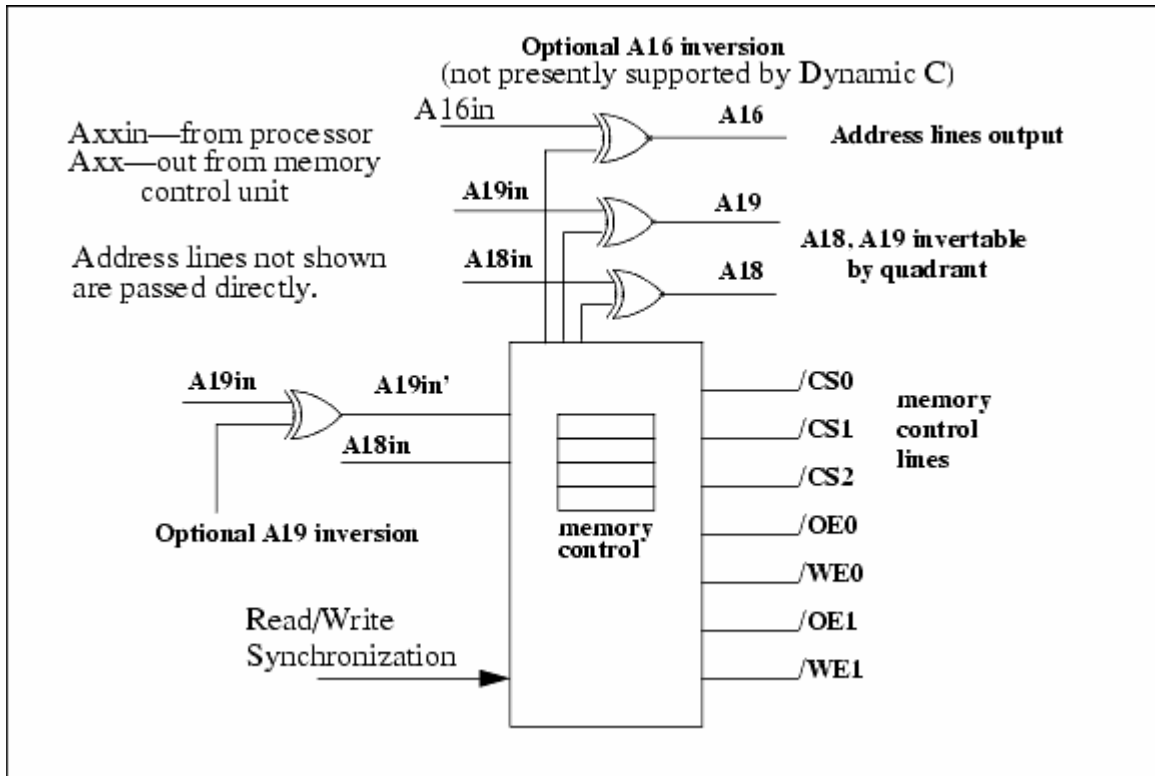 Optional A16 inversion
(not presently supported by Dynamic C)
A16in
A16
Address lines output
Axxin—from processor
Axx—out from memory
control unit
A19in
A19
A18, A19 invertable
by quadrant
Address lines not shown
are passed directly.
A18in
A18
A19in
A19in’
A18in
Optional A19 inversion
memory
control
/CS0
/CS1
/CS2
/OE0
/WE0
/OE1
/WE1
memory
control
lines
Read/Write
Synchronization